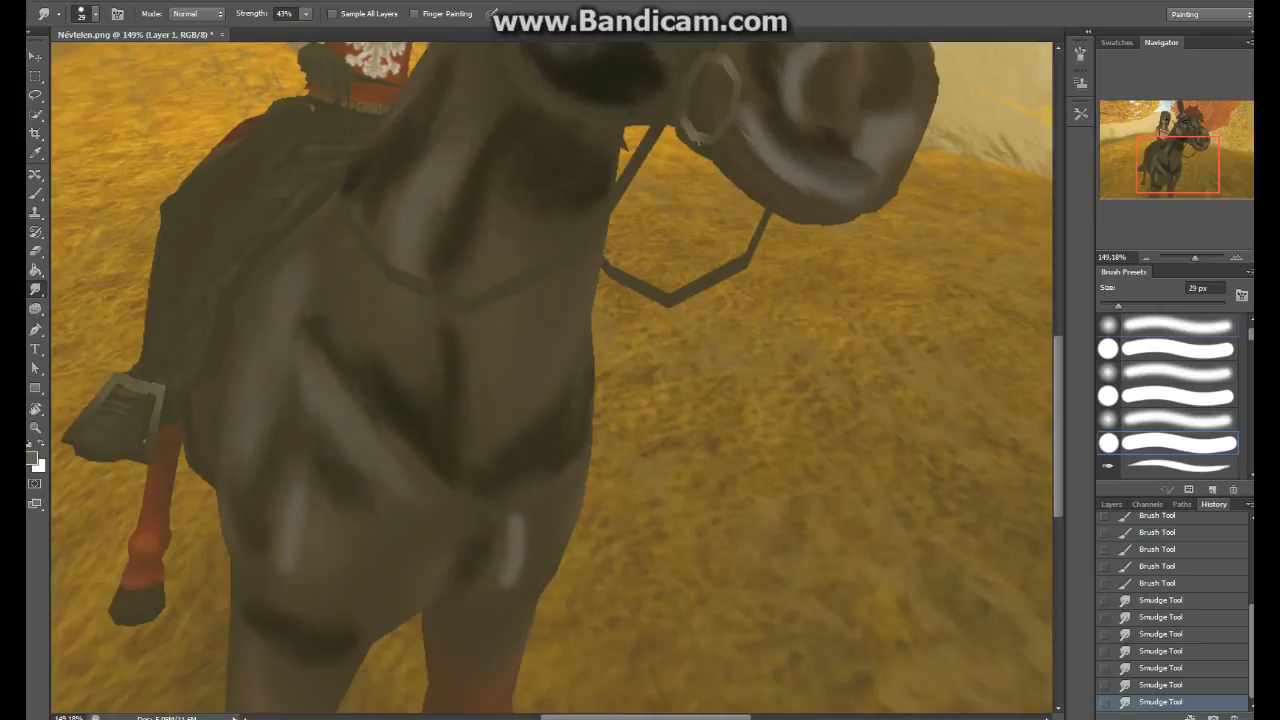 Mode: Normal Strength: 43% Sample All Layers Finger Painting
www.Bandicam.com
Painting
Névtelen.png @ 149% (Layer 1, RGB/8) * ×
Swatches Navigator
149,18%
Brush Presets
Size: 29 px
29
Layers Channels Paths History
Brush Tool
Brush Tool
Brush Tool
Brush Tool
Brush Tool
Smudge Tool
Smudge Tool
Smudge Tool
Smudge Tool
Smudge Tool
Smudge Tool
Smudge Tool
149,18%